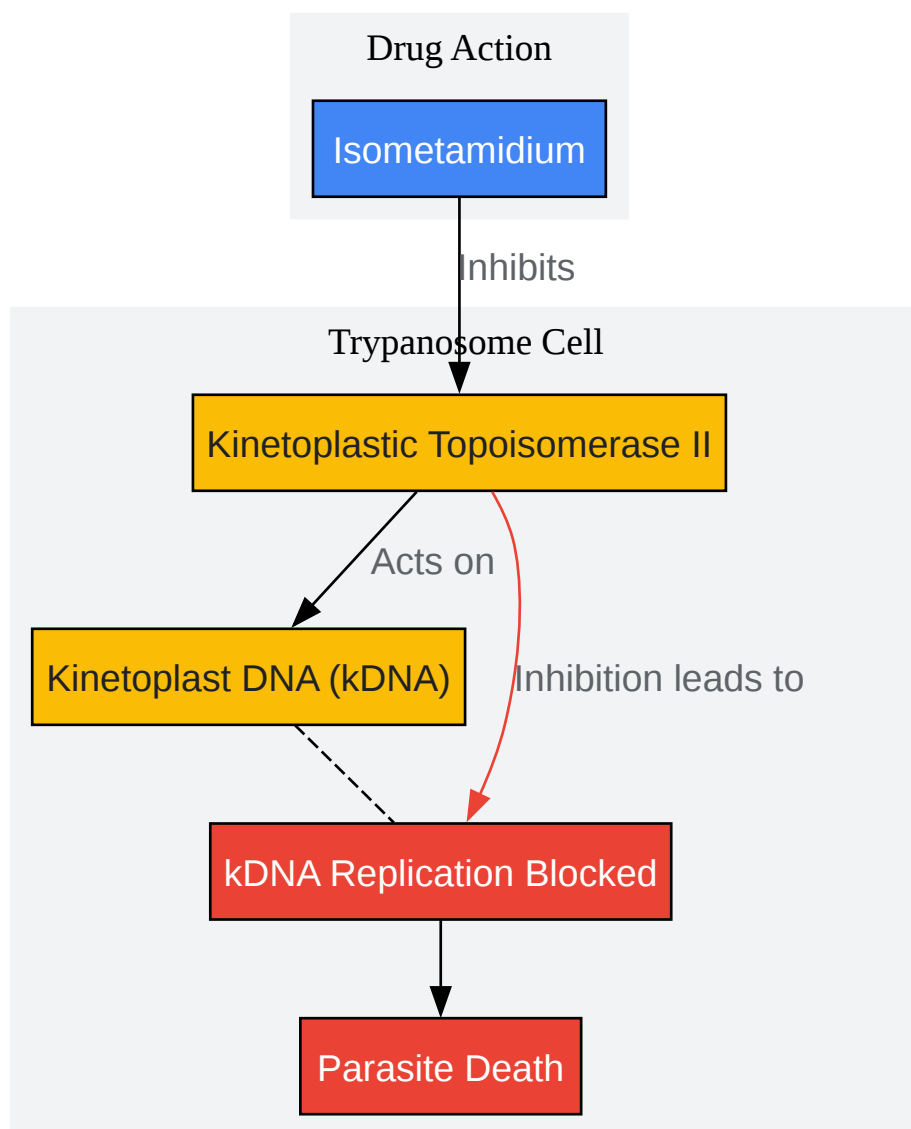 Drug Action
Isometamidium
Inhibits
Trypanosome Cell
Kinetoplastic Topoisomerase II
Acts on
Kinetoplast DNA (kDNA)
Inhibition leads to
kDNA Replication Blocked
Parasite Death